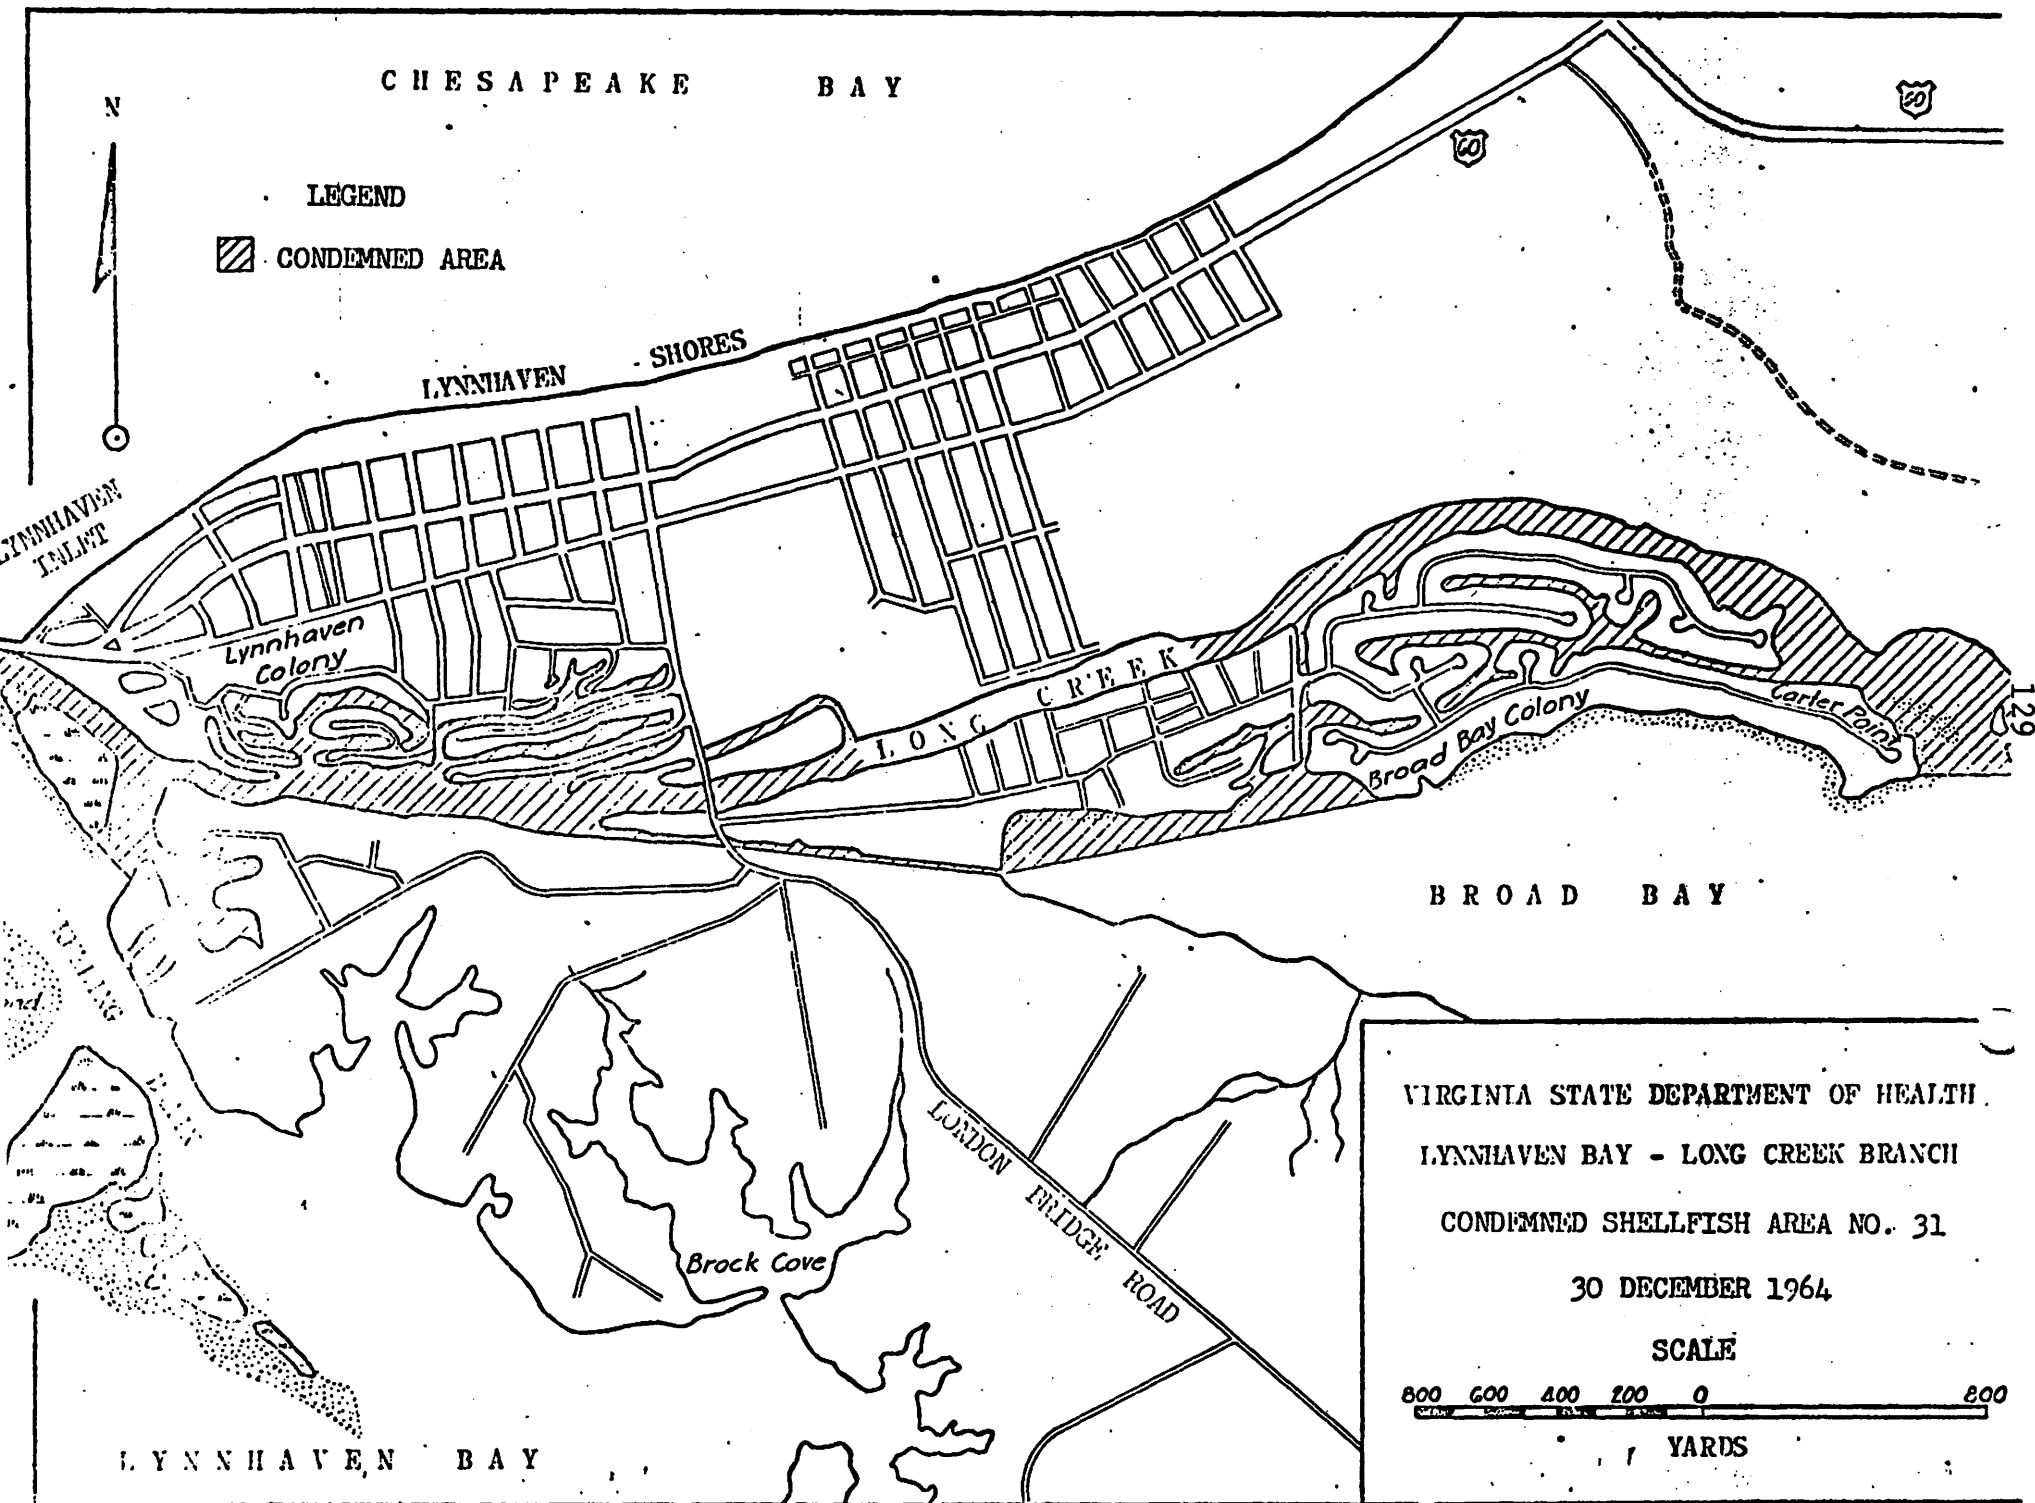 CHESAPEAKE BAY
N
60
60
LEGEND
CONDEMNED AREA
LYNNHAVEN SHORES
LYNNHAVEN
INLET
Lynnhaven
Colony
LONG CREEK
Broad Bay Colony
Carter Point
129
BROAD BAY
LONDON BRIDGE ROAD
Brock Cove
LYNNHAVEN BAY
VIRGINIA STATE DEPARTMENT OF HEALTH
LYNNHAVEN BAY - LONG CREEK BRANCH
CONDEMNED SHELLFISH AREA NO. 31
30 DECEMBER 1964
SCALE
800 600 400 200 0 800
YARDS